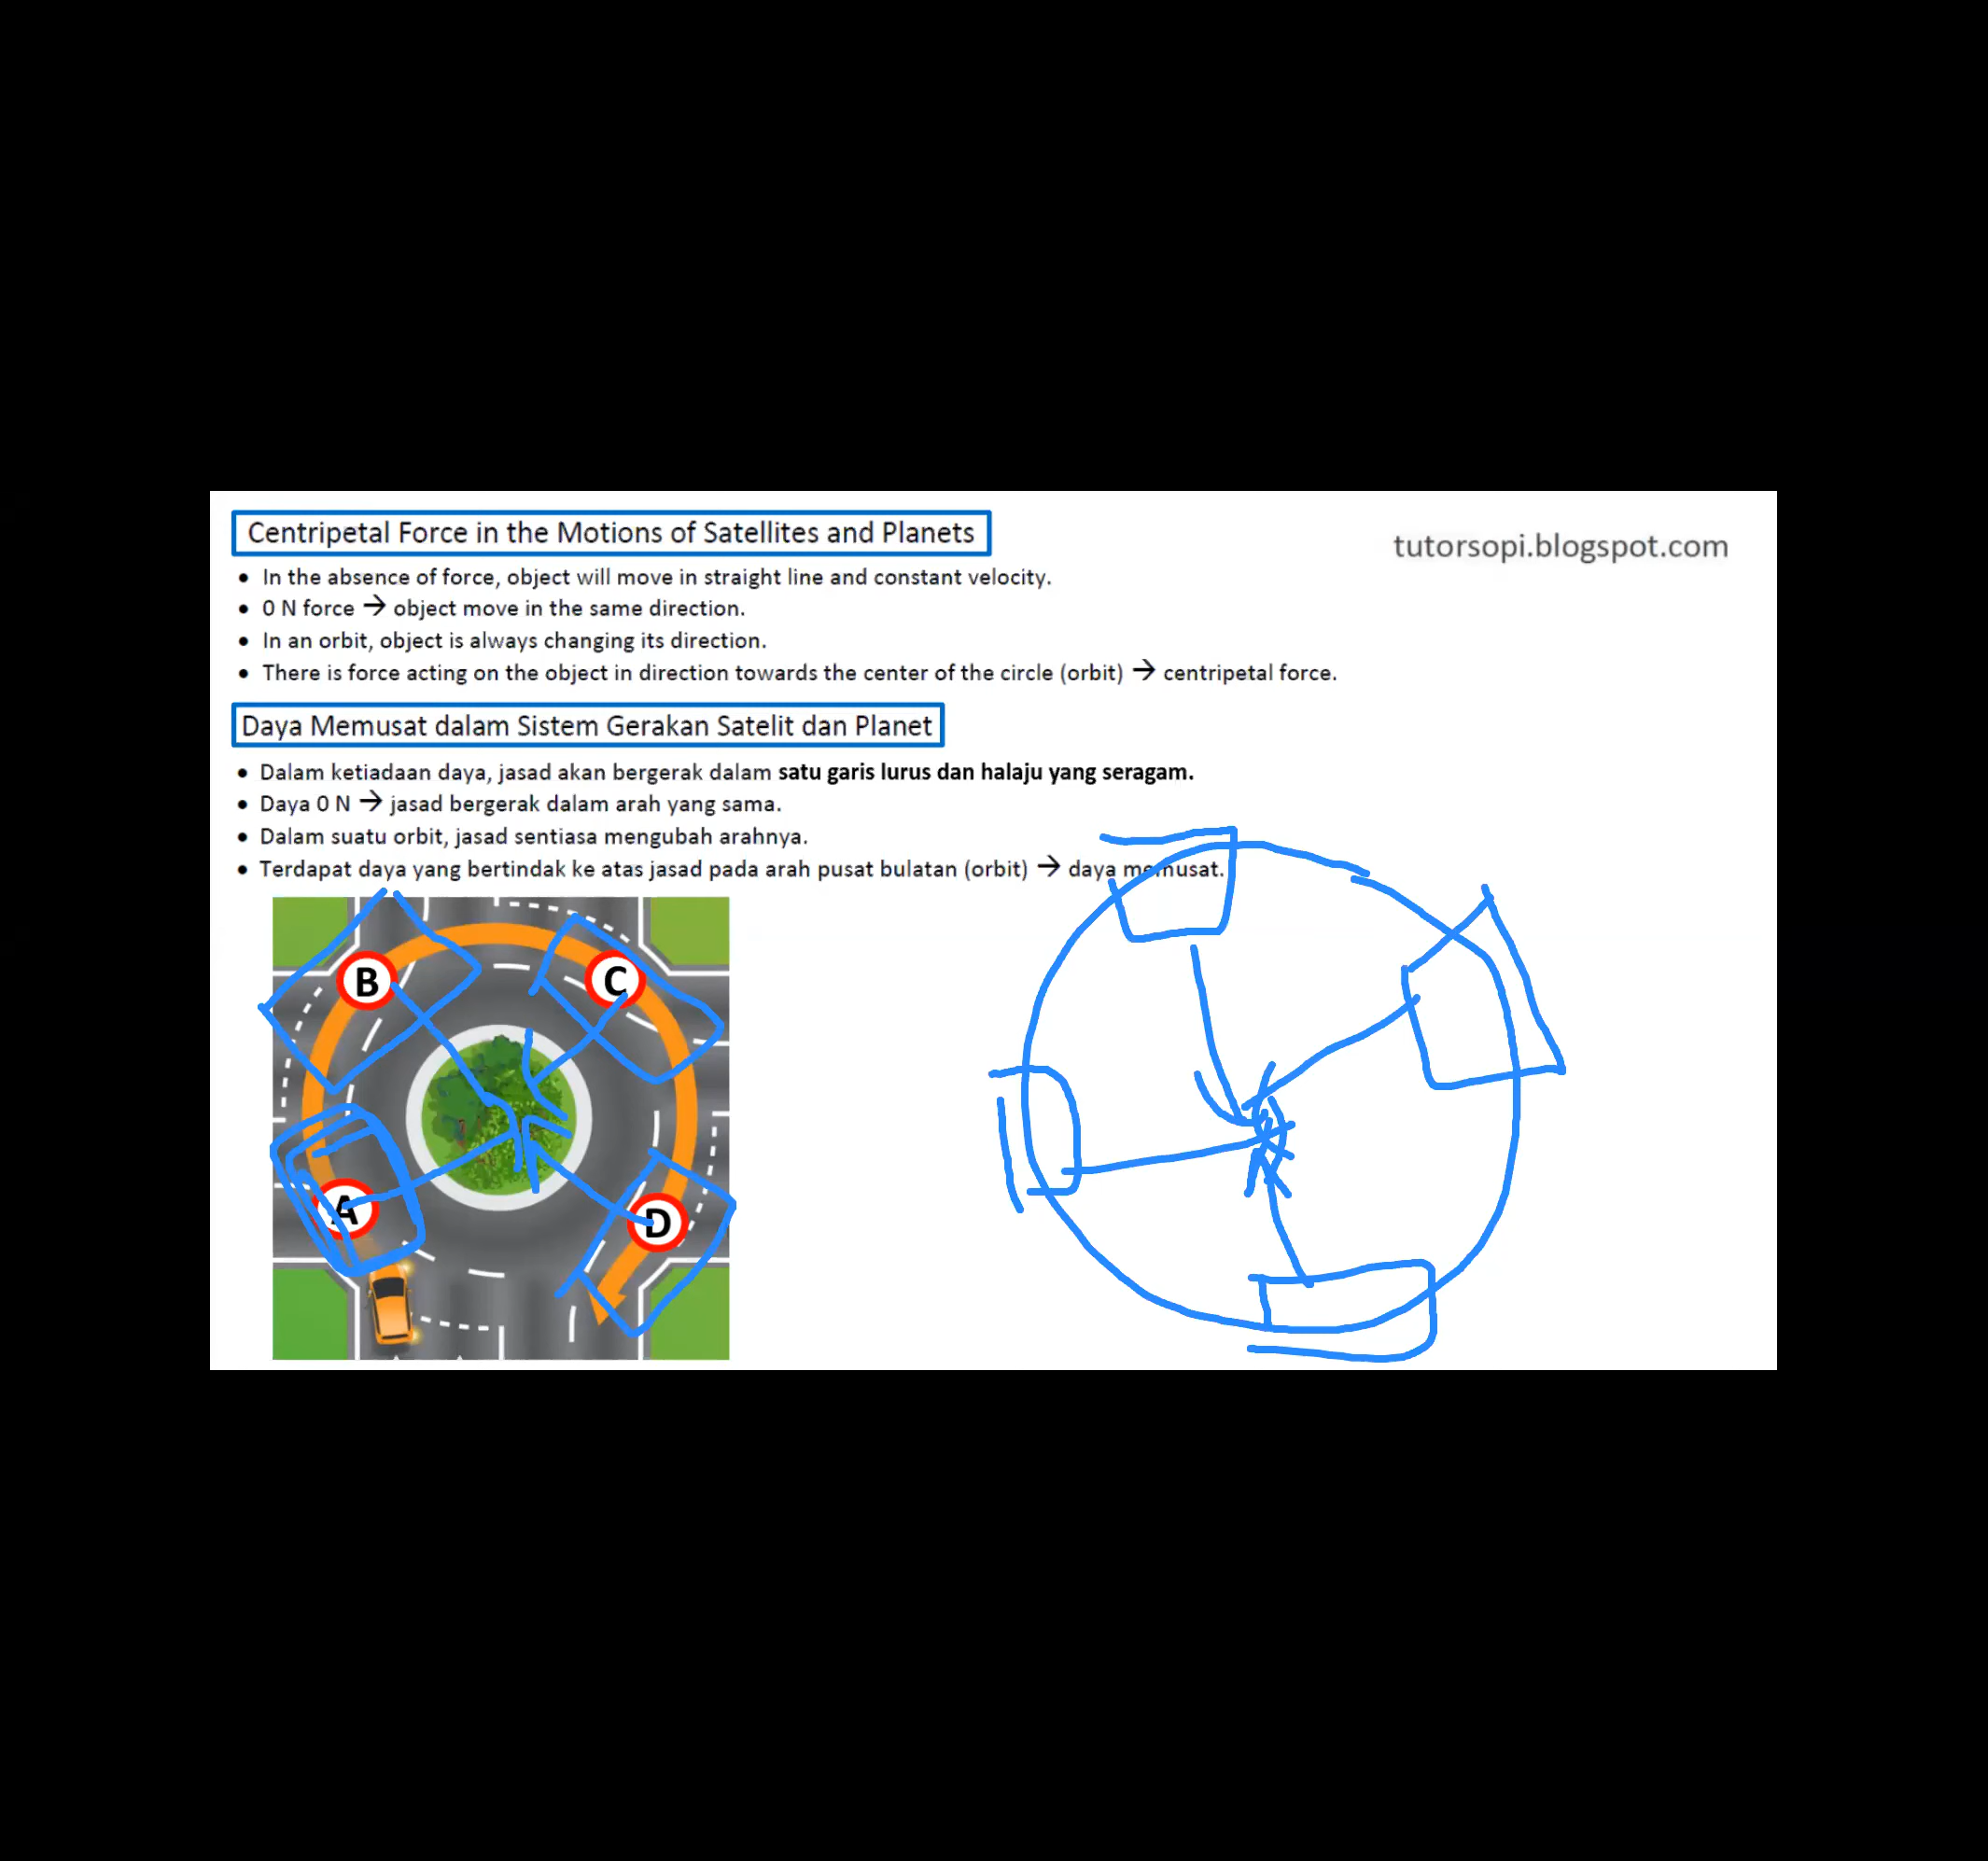 Centripetal Force in the Motions of Satellites and Planets
tutorsopi.blogspot.com
• In the absence of force, object will move in straight line and constant velocity.
• 0 N force → object move in the same direction.
• In an orbit, object is always changing its direction.
• There is force acting on the object in direction towards the center of the circle (orbit) → centripetal force.
Daya Memusat dalam Sistem Gerakan Satelit dan Planet
• Dalam ketiadaan daya, jasad akan bergerak dalam satu garis lurus dan halaju yang seragam.
• Daya 0 N → jasad bergerak dalam arah yang sama.
• Dalam suatu orbit, jasad sentiasa mengubah arahnya.
• Terdapat daya yang bertindak ke atas jasad pada arah pusat bulatan (orbit) → daya memusat.
B
C
A
D